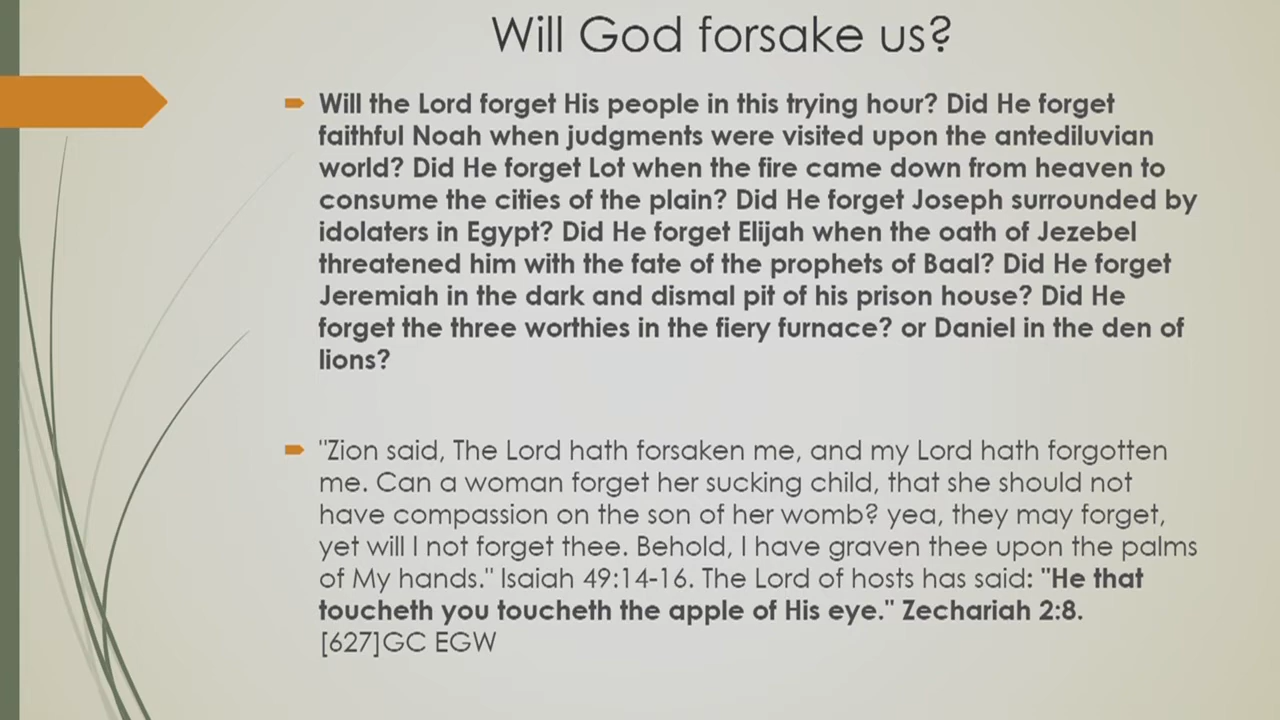 Will God forsake us?
Will the Lord forget His people in this trying hour? Did He forget
faithful Noah when judgments were visited upon the antediluvian
world? Did He forget Lot when the fire came down from heaven to
consume the cities of the plain? Did He forget Joseph surrounded by
idolaters in Egypt? Did He forget Elijah when the oath of Jezebel
threatened him with the fate of the prophets of Baal? Did He forget
Jeremiah in the dark and dismal pit of his prison house? Did He
forget the three worthies in the fiery furnace? or Daniel in the den of
lions?
"Zion said, The Lord hath forsaken me, and my Lord hath forgotten
me. Can a woman forget her sucking child, that she should not
have compassion on the son of her womb? yea, they may forget,
yet will I not forget thee. Behold, I have graven thee upon the palms
of My hands." Isaiah 49:14-16. The Lord of hosts has said: "He that
toucheth you toucheth the apple of His eye." Zechariah 2:8.
[627]GC EGW